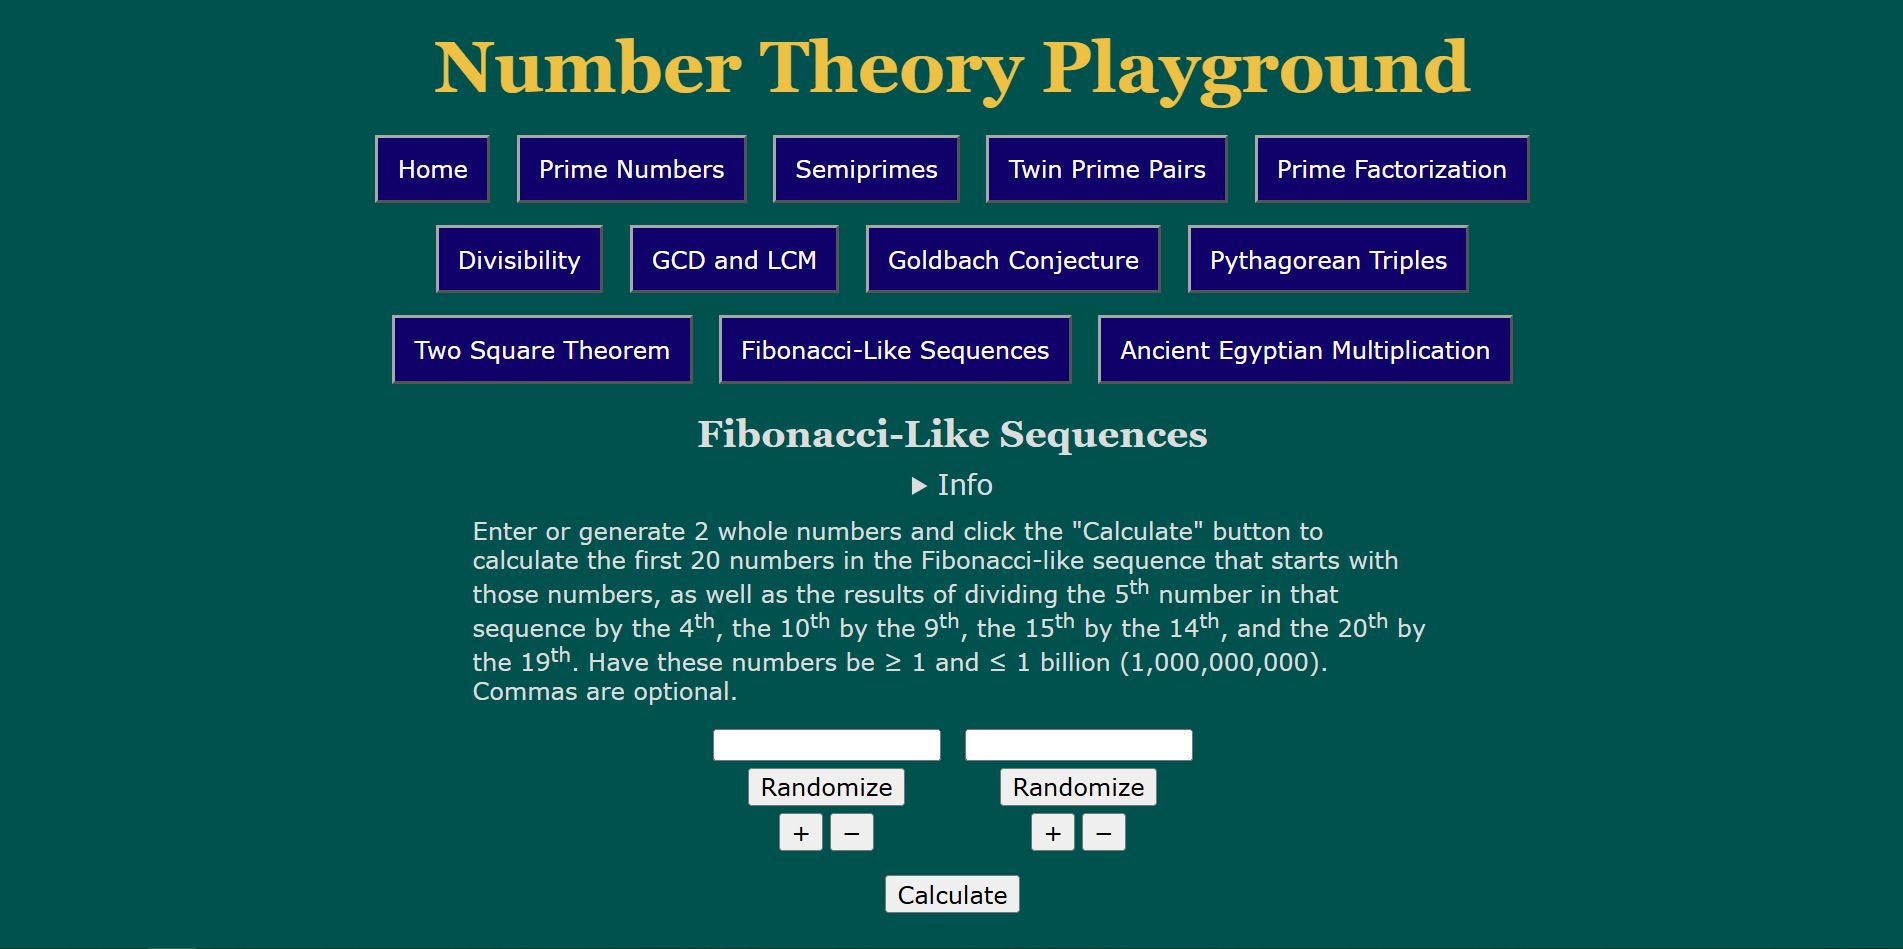 Number Theory Playground
Home Prime Numbers Semiprimes Twin Prime Pairs Prime Factorization
Divisibility GCD and LCM Goldbach Conjecture Pythagorean Triples
Two Square Theorem Fibonacci-Like Sequences Ancient Egyptian Multiplication
Fibonacci-Like Sequences
▶ Info
Enter or generate 2 whole numbers and click the "Calculate" button to
calculate the first 20 numbers in the Fibonacci-like sequence that starts with
those numbers, as well as the results of dividing the 5th number in that
sequence by the 4th, the 10th by the 9th, the 15th by the 14th, and the 20th by
the 19th. Have these numbers be ≥ 1 and ≤ 1 billion (1,000,000,000).
Commas are optional.
Randomize Randomize
+ − + −
Calculate